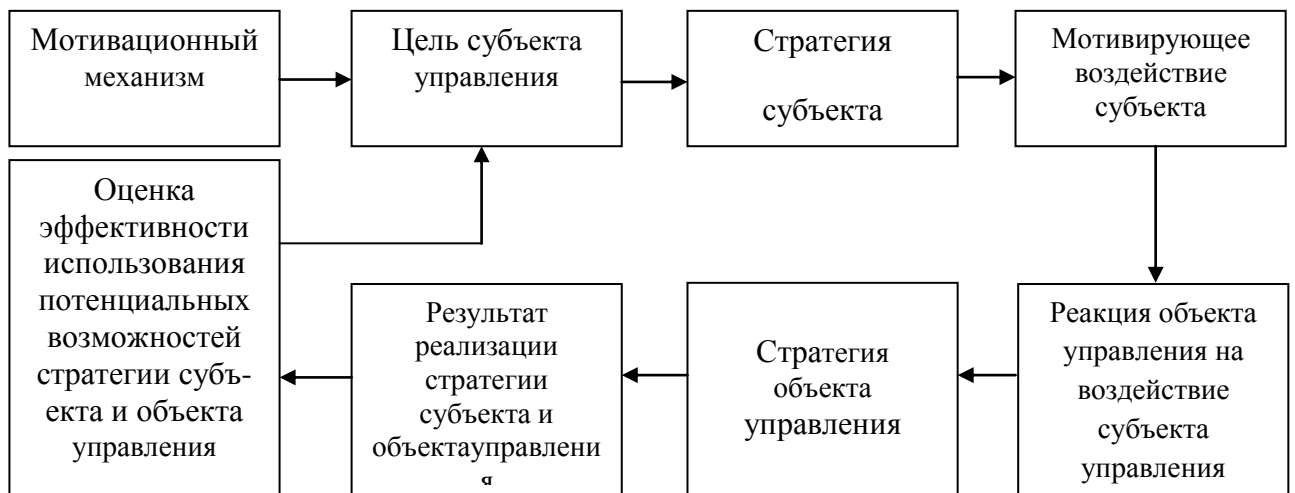 Мотивационный
механизм
Цель субъекта
управления
Стратегия
субъекта
Мотивирующее
воздействие
субъекта
Оценка
эффективности
использования
потенциальных
возможностей
стратегии субъ-
екта и объекта
управления
Результат
реализации
стратегии
субъекта и
объектауправлени
я
Стратегия
объекта
управления
Реакция объекта
управления на
воздействие
субъекта
управления